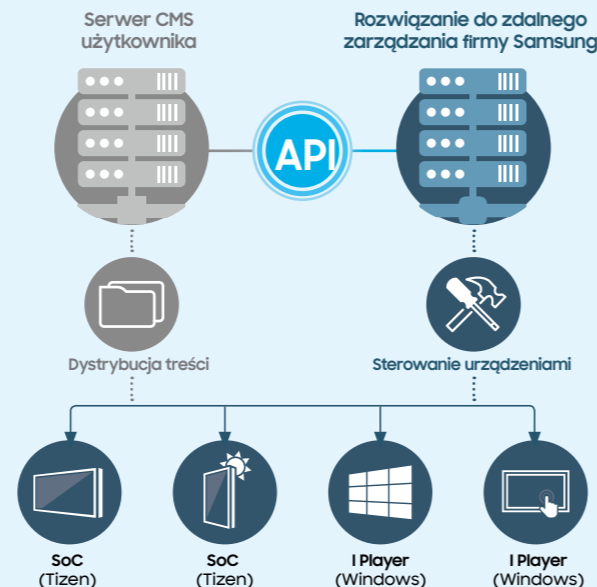 Serwer CMS
użytkownika
Rozwiązanie do zdalnego
zarządzania firmy Samsung
API
Dystrybucja treści
Sterowanie urządzeniami
SoC
(Tizen)
SoC
(Tizen)
I Player
(Windows)
I Player
(Windows)